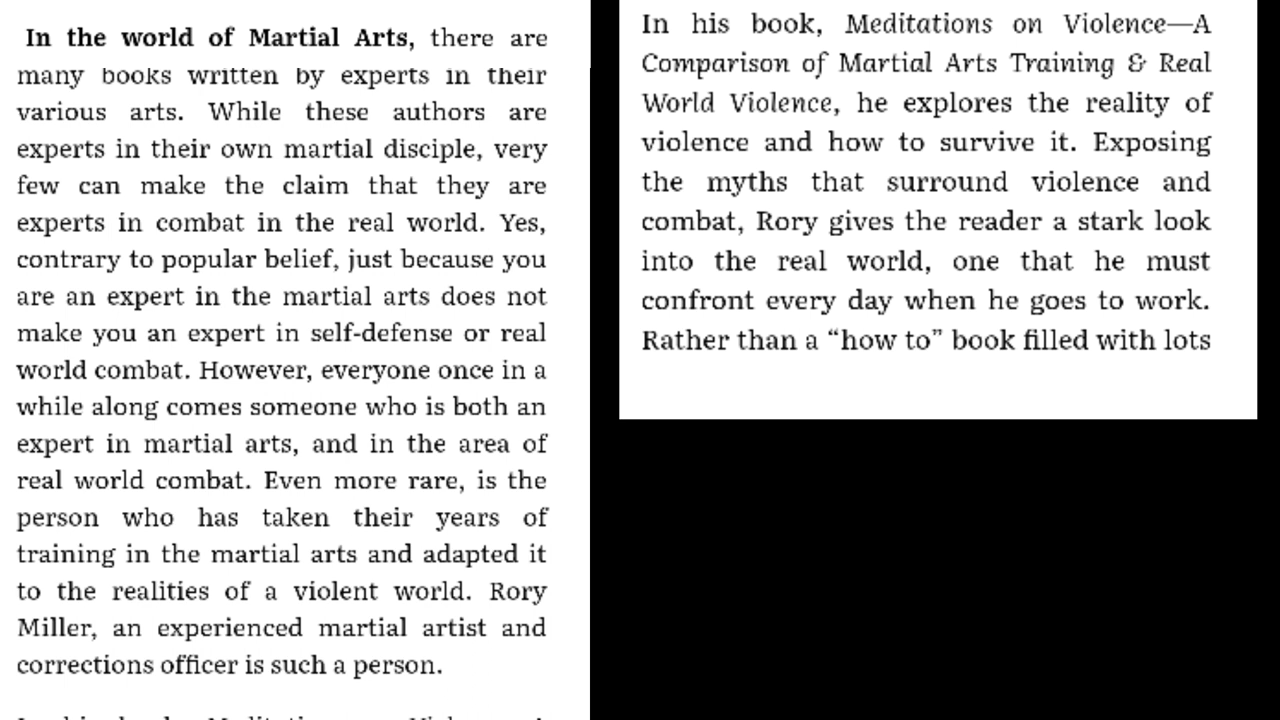 In the world of Martial Arts, there are
many books written by experts in their
various arts. While these authors are
experts in their own martial disciple, very
few can make the claim that they are
experts in combat in the real world. Yes,
contrary to popular belief, just because you
are an expert in the martial arts does not
make you an expert in self-defense or real
world combat. However, everyone once in a
while along comes someone who is both an
expert in martial arts, and in the area of
real world combat. Even more rare, is the
person who has taken their years of
training in the martial arts and adapted it
to the realities of a violent world. Rory
Miller, an experienced martial artist and
corrections officer is such a person.
In his book, Meditations on Violence—A
Comparison of Martial Arts Training & Real
World Violence, he explores the reality of
violence and how to survive it. Exposing
the myths that surround violence and
combat, Rory gives the reader a stark look
into the real world, one that he must
confront every day when he goes to work.
Rather than a “how to” book filled with lots